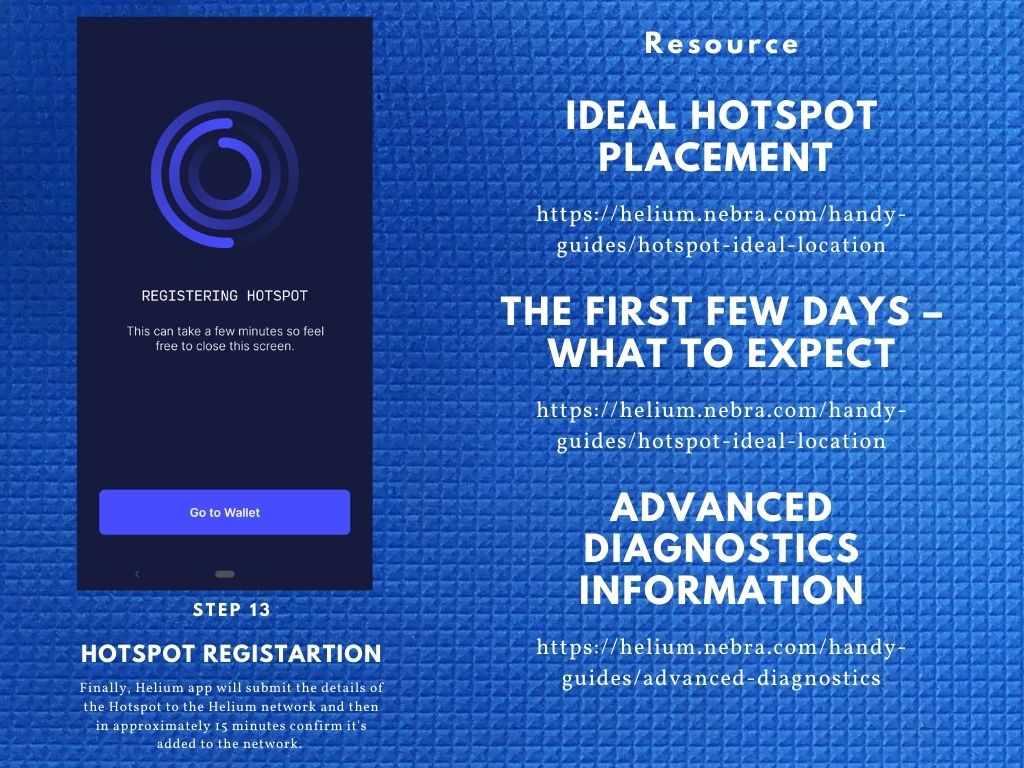 REGISTERING HOTSPOT
This can take a few minutes so feel
free to close this screen.
Go to Wallet
STEP 13
HOTSPOT REGISTARTION
Finally, Helium app will submit the details of
the Hotspot to the Helium network and then
in approximately 15 minutes confirm it's
added to the network.
Resource
IDEAL HOTSPOT
PLACEMENT
https://helium.nebra.com/handy-
guides/hotspot-ideal-location
THE FIRST FEW DAYS –
WHAT TO EXPECT
https://helium.nebra.com/handy-
guides/hotspot-ideal-location
ADVANCED
DIAGNOSTICS
INFORMATION
https://helium.nebra.com/handy-
guides/advanced-diagnostics